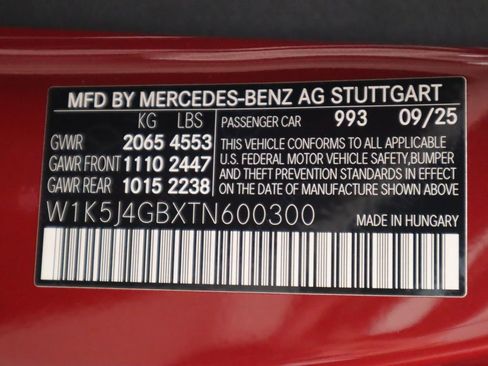 MFD BY MERCEDES-BENZ AG STUTTGART
KG LBS PASSENGER CAR 993 09/25
GVWR 2065 4553
GAWR FRONT 1110 2447
GAWR REAR 1015 2238
THIS VEHICLE CONFORMS TO ALL APPLICABLE
U.S. FEDERAL MOTOR VEHICLE SAFETY,BUMPER
AND THEFT PREVENTION STANDARDS IN EFFECT
ON THE DATE OF MANUFACTURE SHOWN ABOVE
W1K5J4GBXTN600300 MADE IN HUNGARY